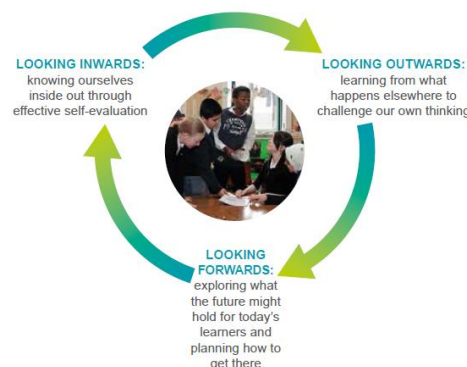 LOOKING INWARDS:
knowing ourselves
inside out through
effective self-evaluation
LOOKING OUTWARDS:
learning from what
happens elsewhere to
challenge our own thinking
LOOKING
FORWARDS:
exploring what
the future might
hold for today's
learners and
planning how to
get there